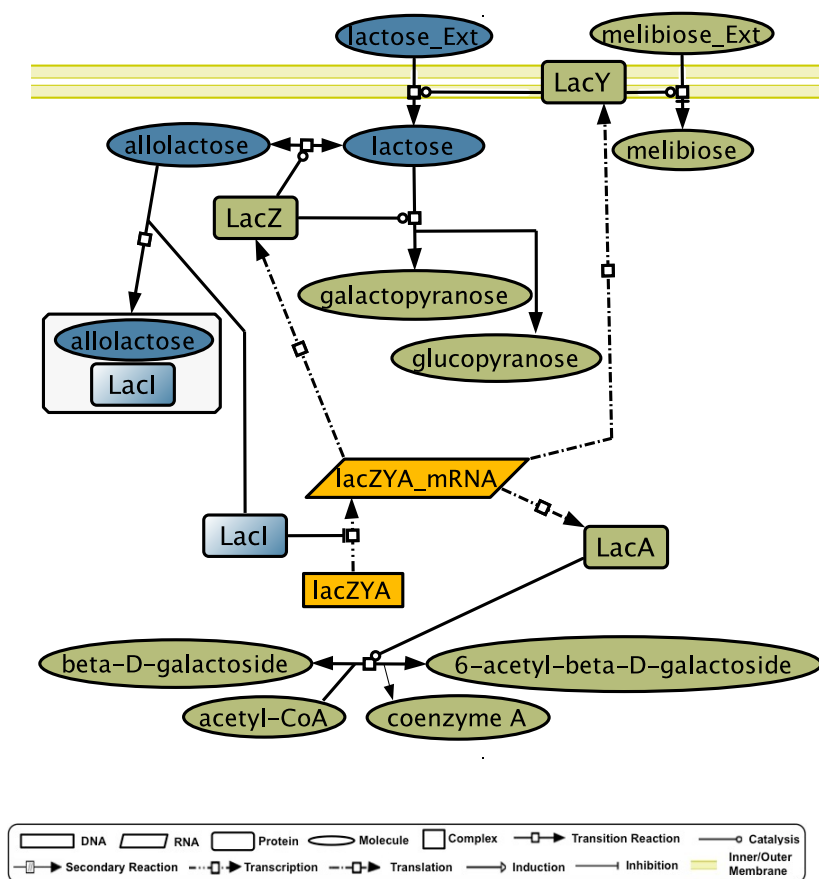 lactose_Ext
melibiose_Ext
LacY
allolactose
lactose
melibiose
LacZ
galactopyranose
glucopyranose
allolactose
LacI
lacZYA_mRNA
LacI
LacA
lacZYA
beta-D-galactoside
6-acetyl-beta-D-galactoside
acetyl-CoA
coenzyme A
DNA
RNA
Protein
Molecule
Complex
Transition Reaction
Catalysis
Secondary Reaction
Transcription
Translation
Induction
Inhibition
Inner/Outer
Membrane